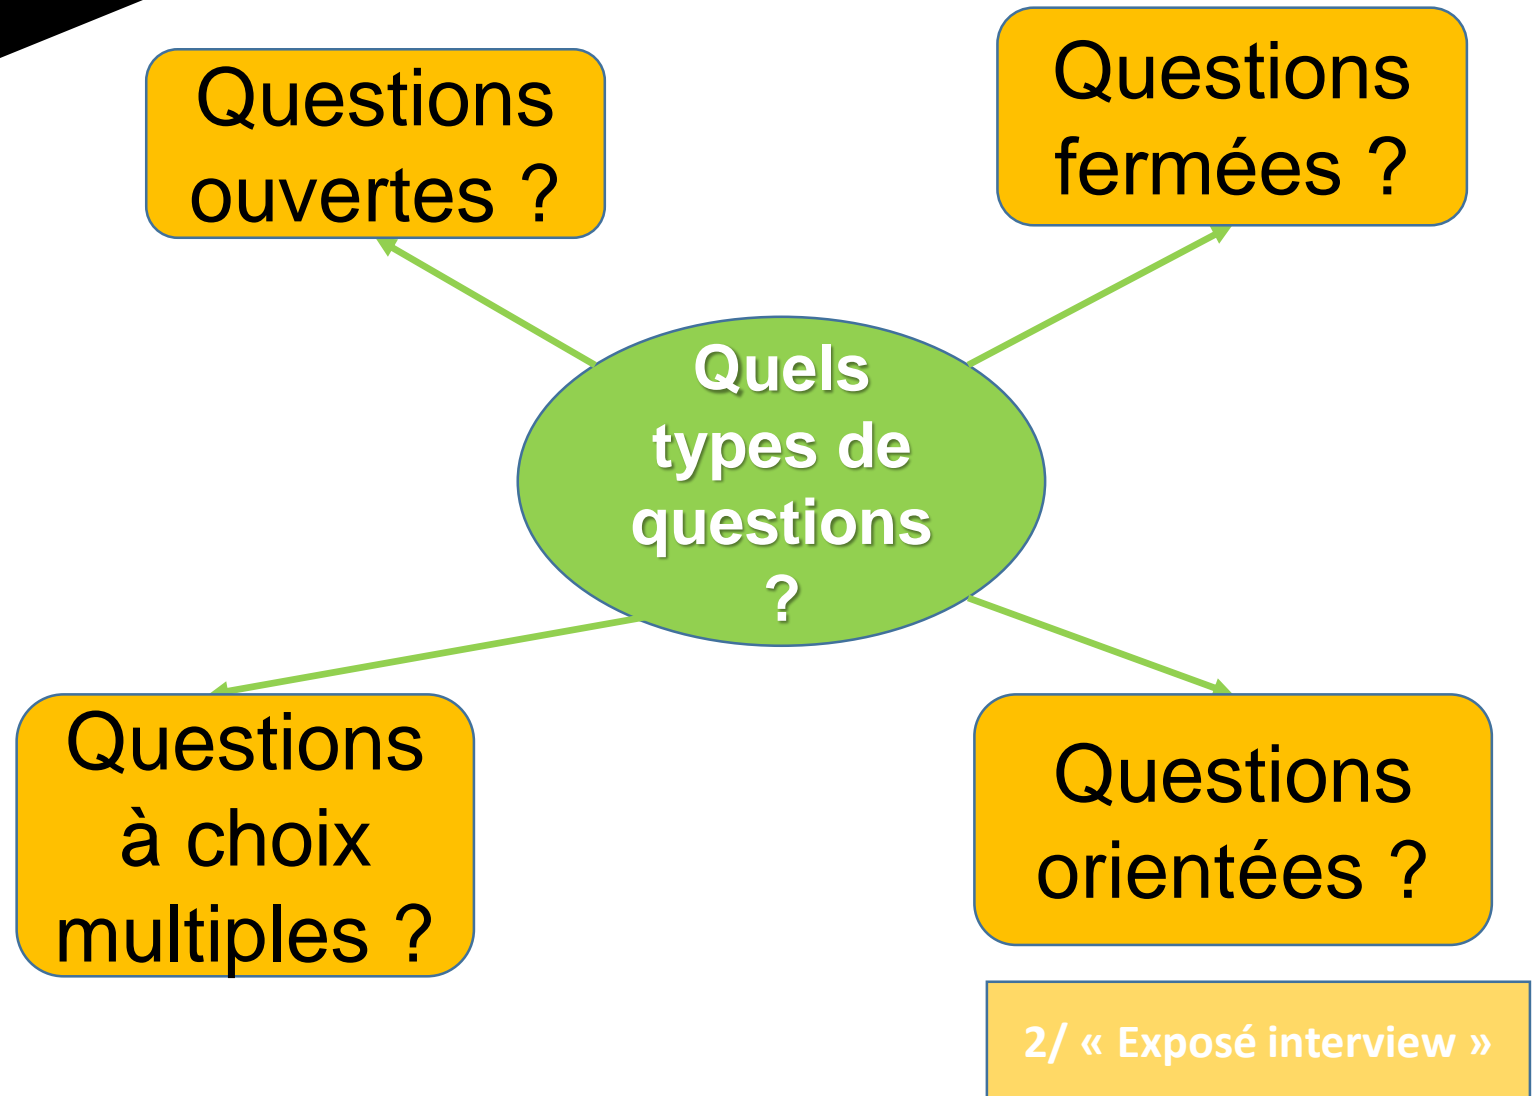 Questions
ouvertes ?
Questions
fermées ?
Quels
types de
questions
?
Questions
à choix
multiples ?
Questions
orientées ?
2/ « Exposé interview »